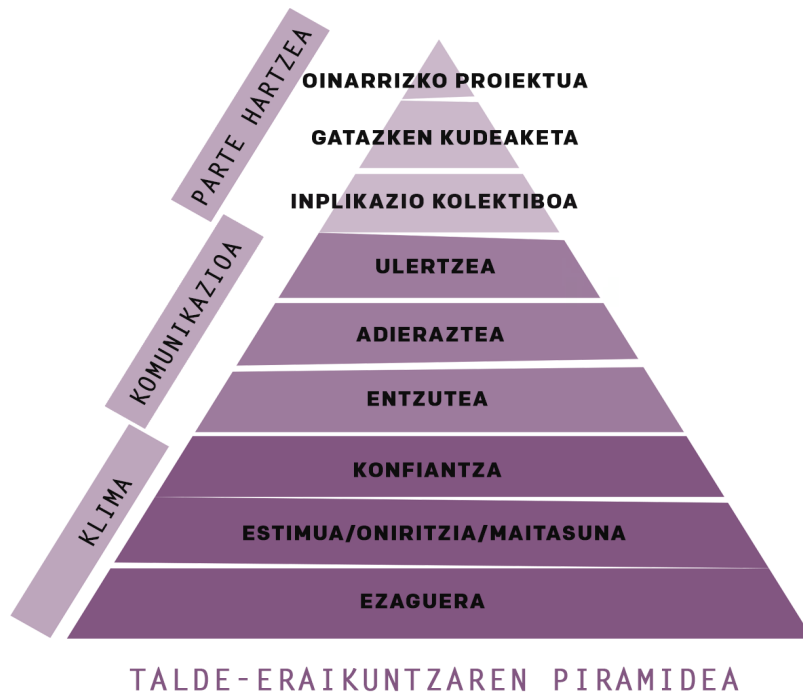 PARTE HARTZEA
OINARRIZKO PROIEKTUA
GATAZKEN KUDEAKETA
INPLIKAZIO KOLEKTIBOA
KOMUNIKAZIOA
ULERTZEA
ADIERAZTEA
ENTZUTEA
KLIMA
KONFIANTZA
ESTIMUA/ONIRITZIA/MAITASUNA
EZAGUERA
TALDE-ERAIKUNTZAREN PIRAMIDEA